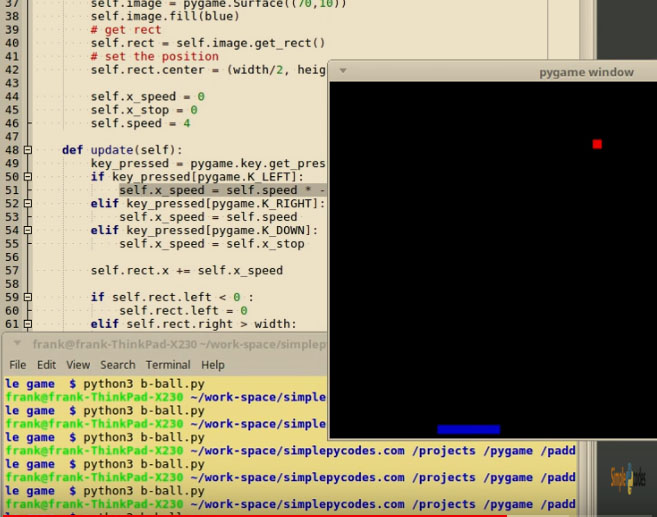 37 self.image = pygame.Surface((70,10))
38 self.image.fill(blue)
39 # get rect
40 self.rect = self.image.get_rect()
41 # set the position
42 self.rect.center = (width/2, heig
43
44 self.x_speed = 0
45 self.x_stop = 0
46 self.speed = 4
47
48 def update(self):
49 key_pressed = pygame.key.get_pres
50 if key_pressed[pygame.K_LEFT]:
51 self.x_speed = self.speed * -
52 elif key_pressed[pygame.K_RIGHT]:
53 self.x_speed = self.speed
54 elif key_pressed[pygame.K_DOWN]:
55 self.x_speed = self.x_stop
56
57 self.rect.x += self.x_speed
58
59 if self.rect.left < 0 :
60 self.rect.left = 0
61 elif self.rect.right > width:
pygame window
frank@frank-ThinkPad-X230 ~/work-space/simplep
File Edit View Search Terminal Help
le game $ python3 b-ball.py
frank@frank-ThinkPad-X230 ~/work-space/simple
le game $ python3 b-ball.py
frank@frank-ThinkPad-X230 ~/work-space/simple
le game $ python3 b-ball.py
frank@frank-ThinkPad-X230 ~/work-space/simplepycodes.com /projects /pygame /padd
le game $ python3 b-ball.py
frank@frank-ThinkPad-X230 ~/work-space/simplepycodes.com /projects /pygame /padd
le game $ python3 b-ball.py
frank@frank-ThinkPad-X230 ~/work-space/simplepycodes.com /projects /pygame /padd
le game $ python3 b-ball.py